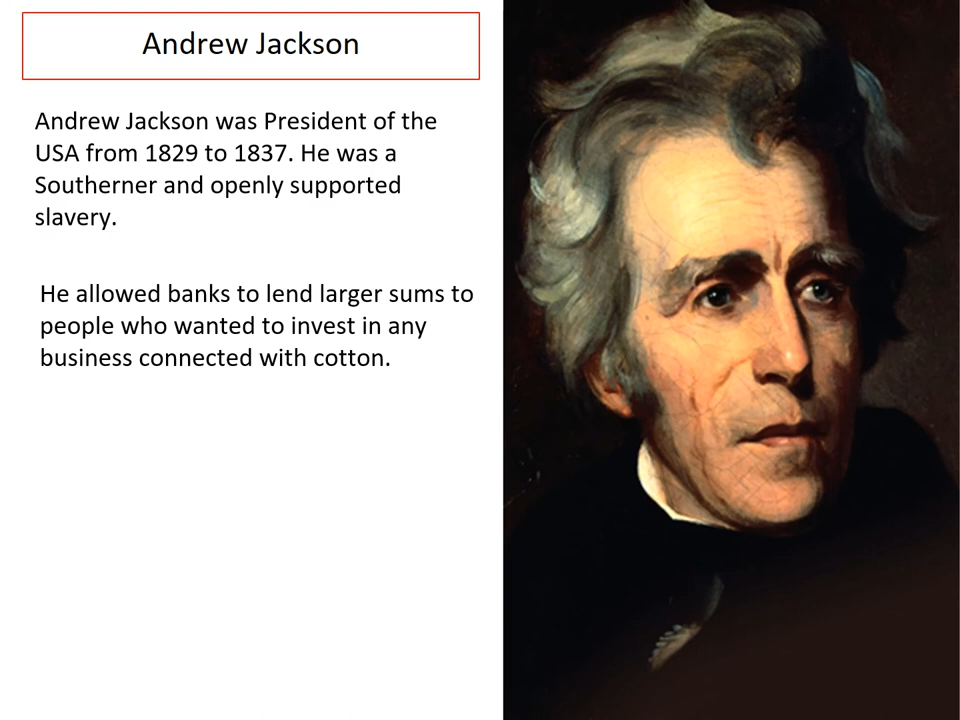 Andrew Jackson
Andrew Jackson was President of the
USA from 1829 to 1837. He was a
Southerner and openly supported
slavery.
He allowed banks to lend larger sums to
people who wanted to invest in any
business connected with cotton.